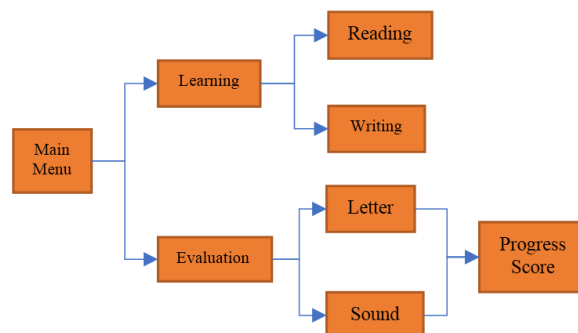 Reading
Learning
Writing
Main
Menu
Letter
Evaluation
Progress
Score
Sound